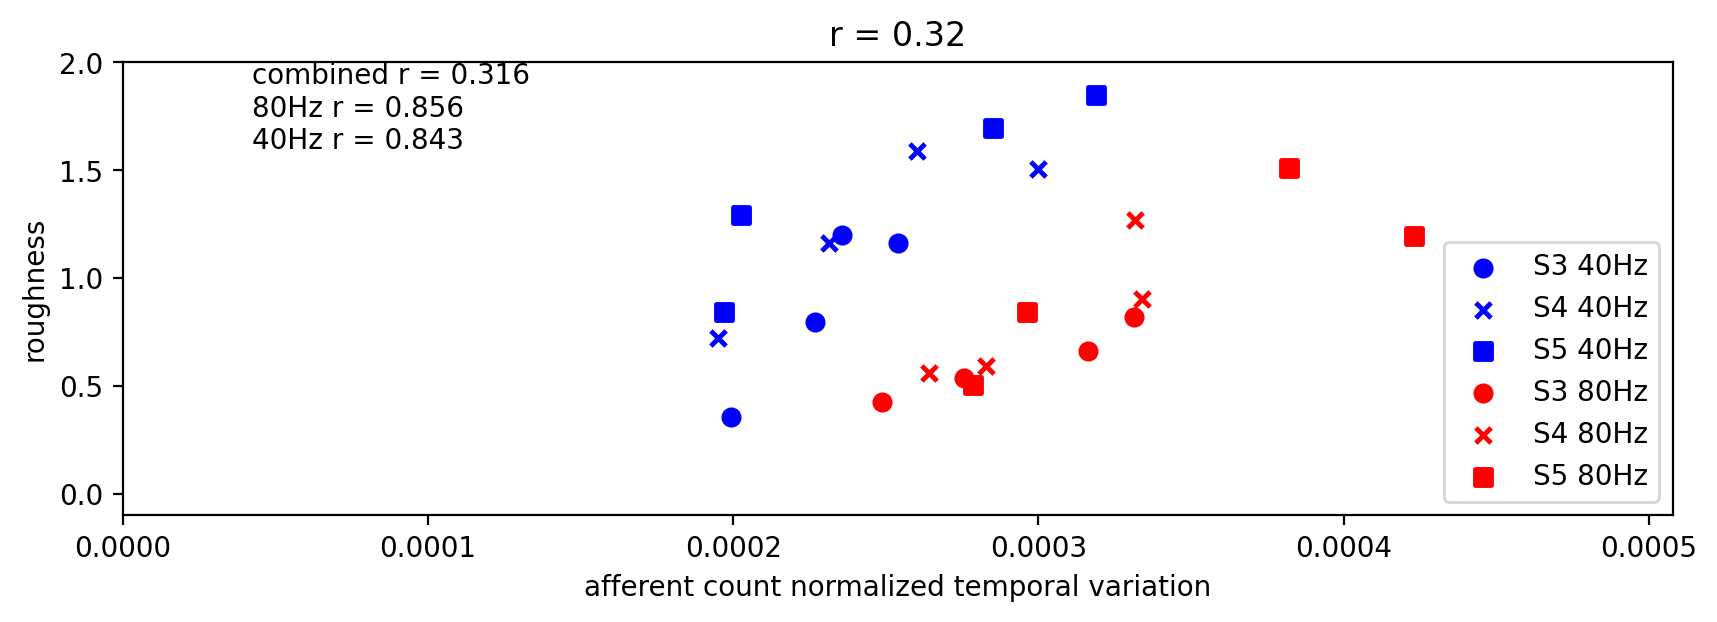 r = 0.32
combined r = 0.316
80Hz r = 0.856
40Hz r = 0.843
2.0
1.5
1.0
0.5
0.0
roughness
S3 40Hz
S4 40Hz
S5 40Hz
S3 80Hz
S4 80Hz
S5 80Hz
0.0000 0.0001 0.0002 0.0003 0.0004 0.0005
afferent count normalized temporal variation